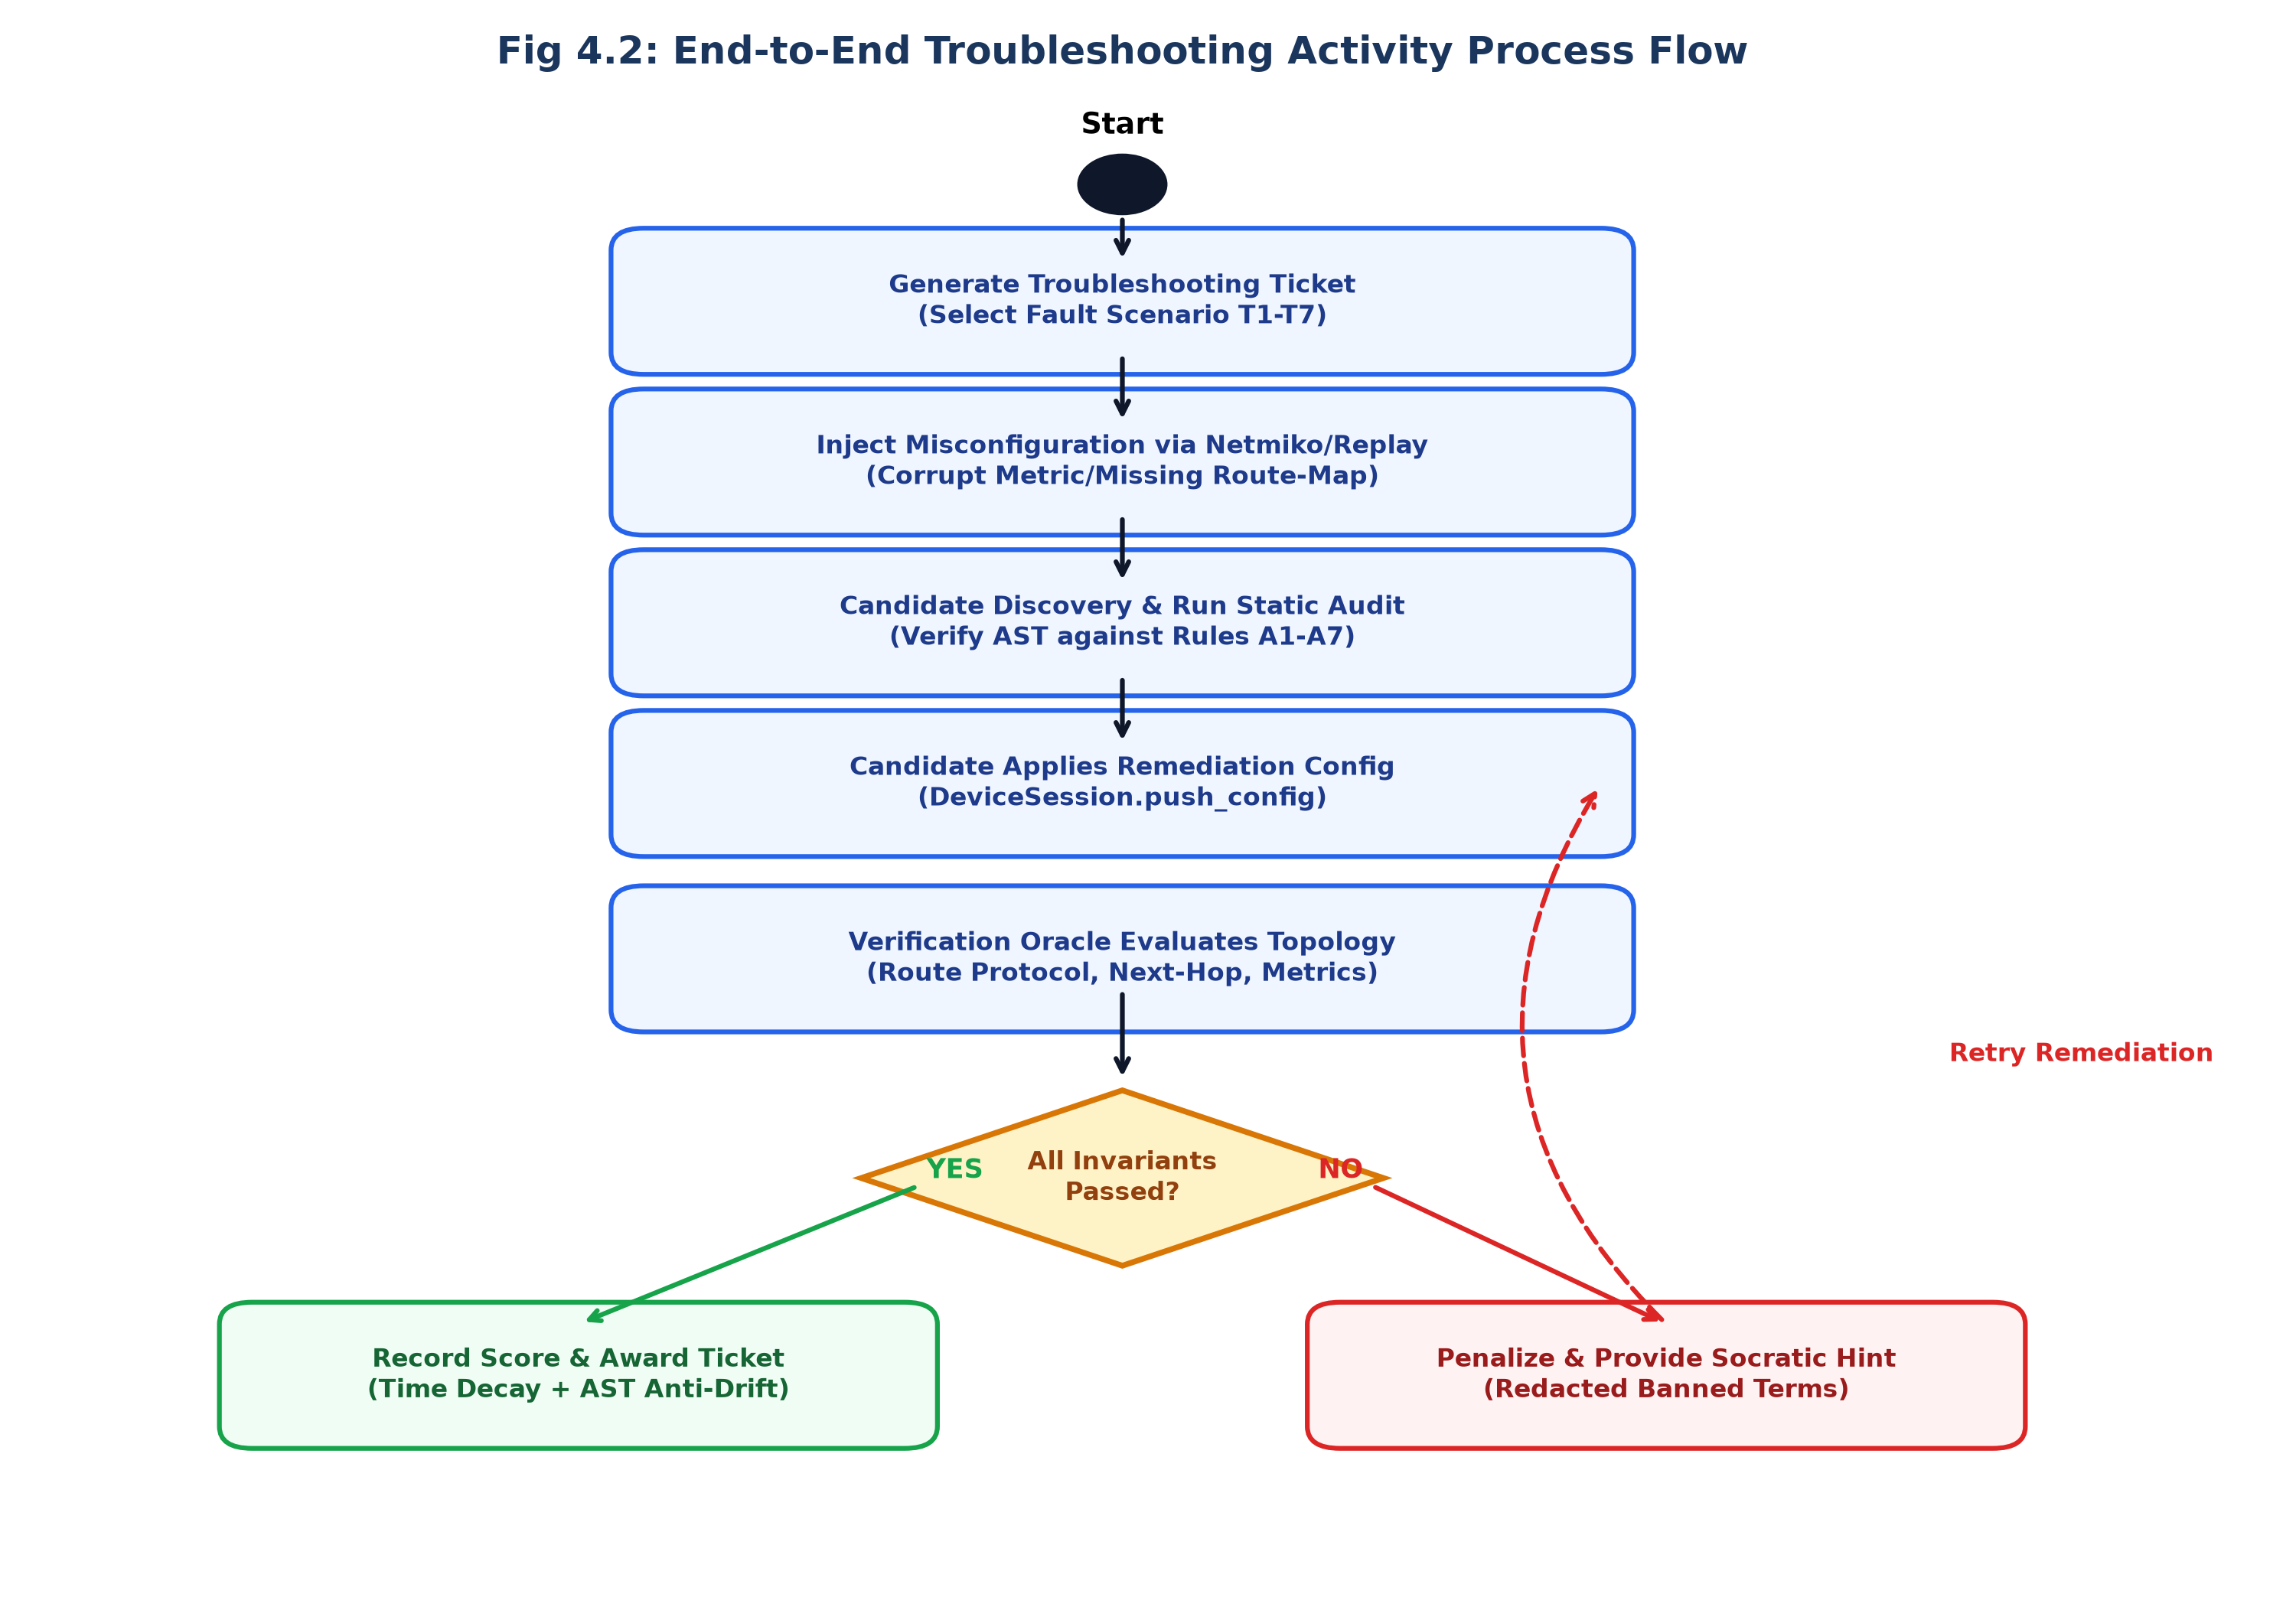 Fig 4.2: End-to-End Troubleshooting Activity Process Flow
Start
Generate Troubleshooting Ticket
(Select Fault Scenario T1-T7)
Inject Misconfiguration via Netmiko/Replay
(Corrupt Metric/Missing Route-Map)
Candidate Discovery & Run Static Audit
(Verify AST against Rules A1-A7)
Candidate Applies Remediation Config
(DeviceSession.push_config)
Verification Oracle Evaluates Topology
(Route Protocol, Next-Hop, Metrics)
Retry Remediation
All Invariants
Passed?
YES
NO
Record Score & Award Ticket
(Time Decay + AST Anti-Drift)
Penalize & Provide Socratic Hint
(Redacted Banned Terms)